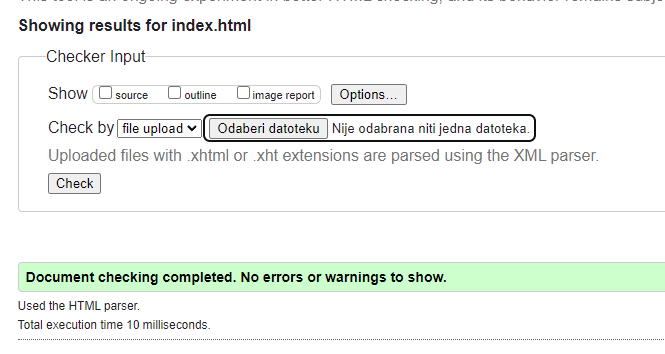 This tool is an ongoing experiment in better HTML checking, and its behavior remains subje
Showing results for index.html
Checker Input
Show source outline image report Options...
Check by file upload Odaberi datoteku Nije odabrana niti jedna datoteka.
Uploaded files with .xhtml or .xht extensions are parsed using the XML parser.
Check
Document checking completed. No errors or warnings to show.
Used the HTML parser.
Total execution time 10 milliseconds.